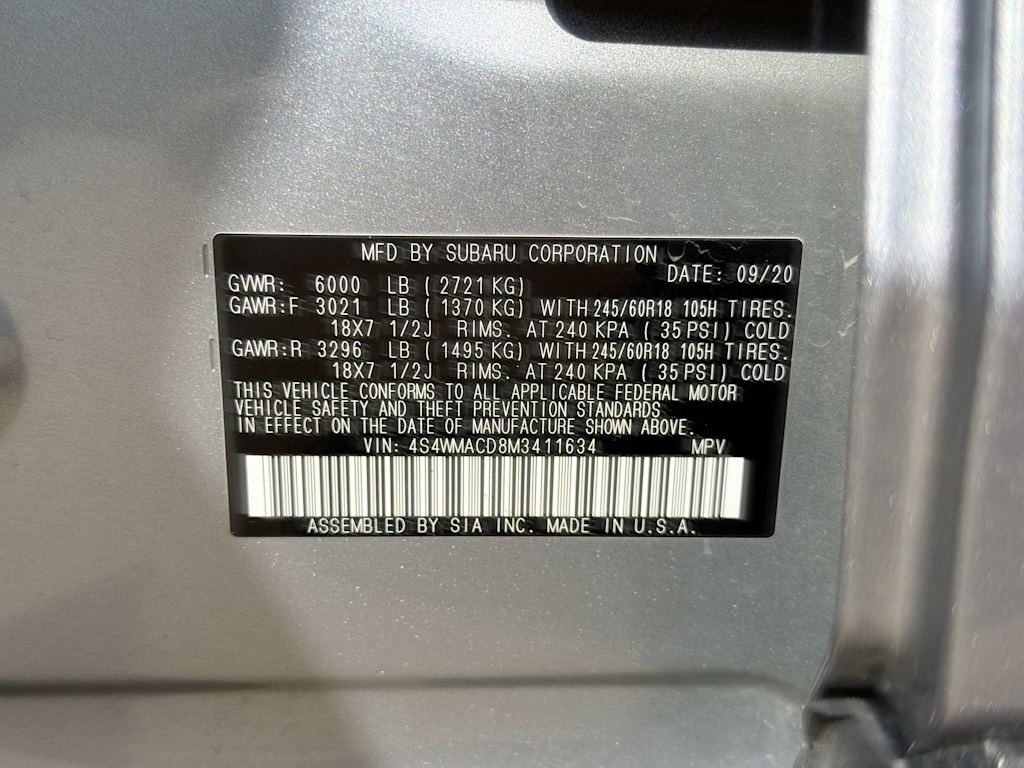 MFD BY SUBARU CORPORATION
DATE: 09/20
GVWR: 6000 LB ( 2721 KG)
GAWR:F 3021 LB ( 1370 KG) WITH 245/60R18 105H TIRES.
18X7 1/2J RIMS. AT 240 KPA ( 35 PSI) COLD
GAWR:R 3296 LB ( 1495 KG) WITH 245/60R18 105H TIRES.
18X7 1/2J RIMS. AT 240 KPA ( 35 PSI) COLD
THIS VEHICLE CONFORMS TO ALL APPLICABLE FEDERAL MOTOR
VEHICLE SAFETY AND THEFT PREVENTION STANDARDS
IN EFFECT ON THE DATE OF MANUFACTURE SHOWN ABOVE.
VIN: 4S4WMACD8M3411634 MPV
ASSEMBLED BY SIA INC. MADE IN U.S.A.